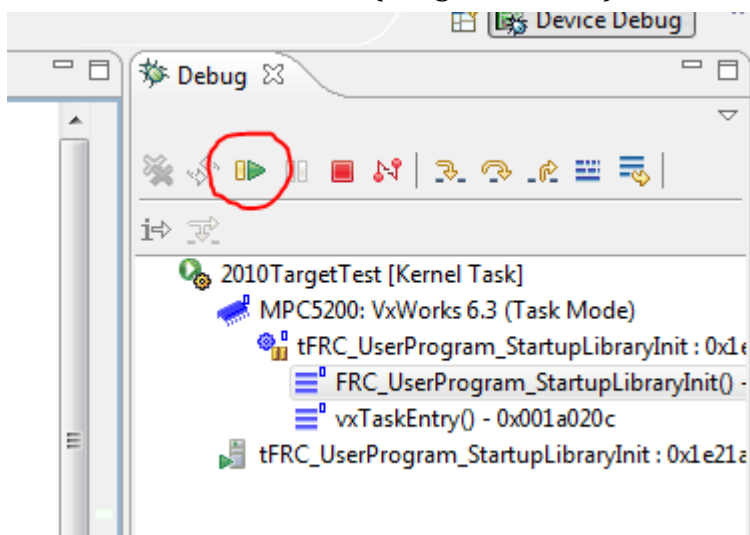 Device Debug
Debug
2010TargetTest [Kernel Task]
MPC5200: VxWorks 6.3 (Task Mode)
tFRC_UserProgram_StartupLibraryInit : 0x1e
FRC_UserProgram_StartupLibraryInit() -
vxTaskEntry() - 0x001a020c
tFRC_UserProgram_StartupLibraryInit : 0x1e21a